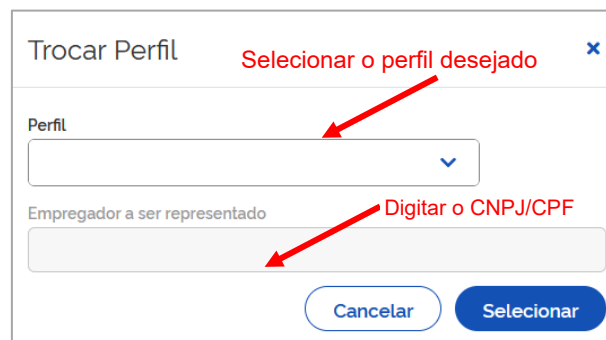 Trocar Perfil
Selecionar o perfil desejado
Perfil
Empregador a ser representado
Digitar o CNPJ/CPF
Cancelar
Selecionar